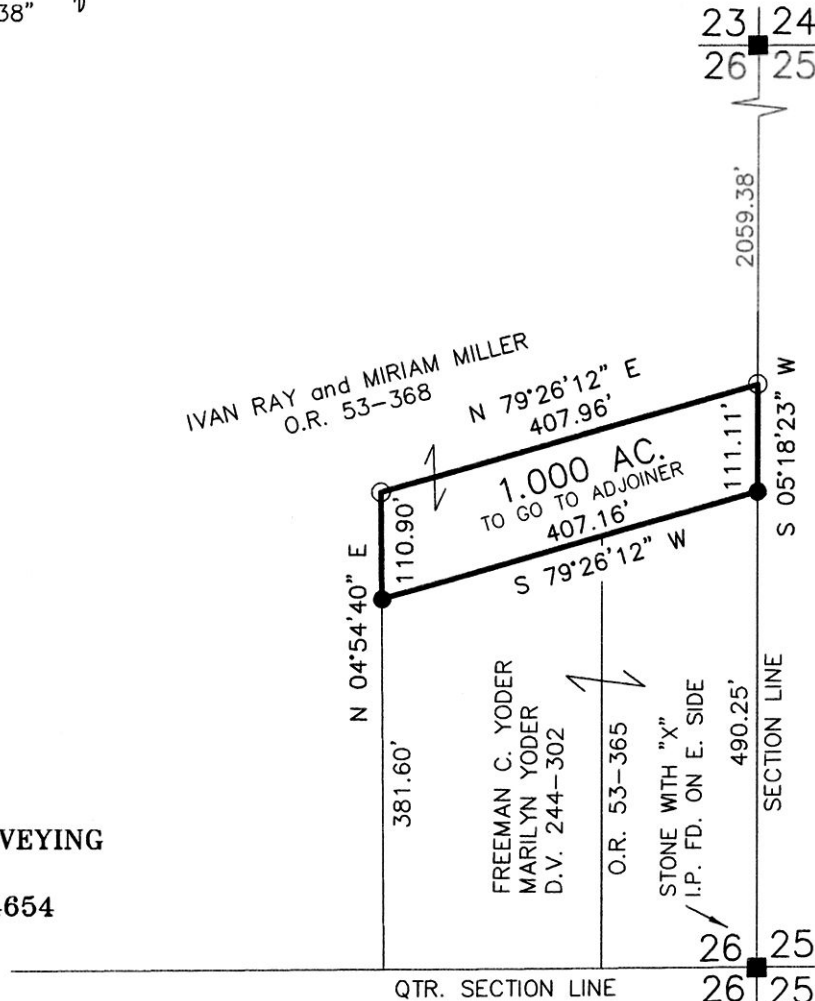 38"
23 24
26 25
2059.38'
IVAN RAY and MIRIAM MILLER
O.R. 53-368
N 79°26'12" E
407.96'
1.000 AC.
TO GO TO ADJOINER
407.16'
S 79°26'12" W
111.11'
S 05°18'23" W
110.90'
N 04°54'40" E
381.60'
FREEMAN C. YODER
MARILYN YODER
D.V. 244-302
O.R. 53-365
STONE WITH "X"
I.P. FD. ON E. SIDE
490.25'
SECTION LINE
VEYING
4654
26 25
26 25
QTR. SECTION LINE